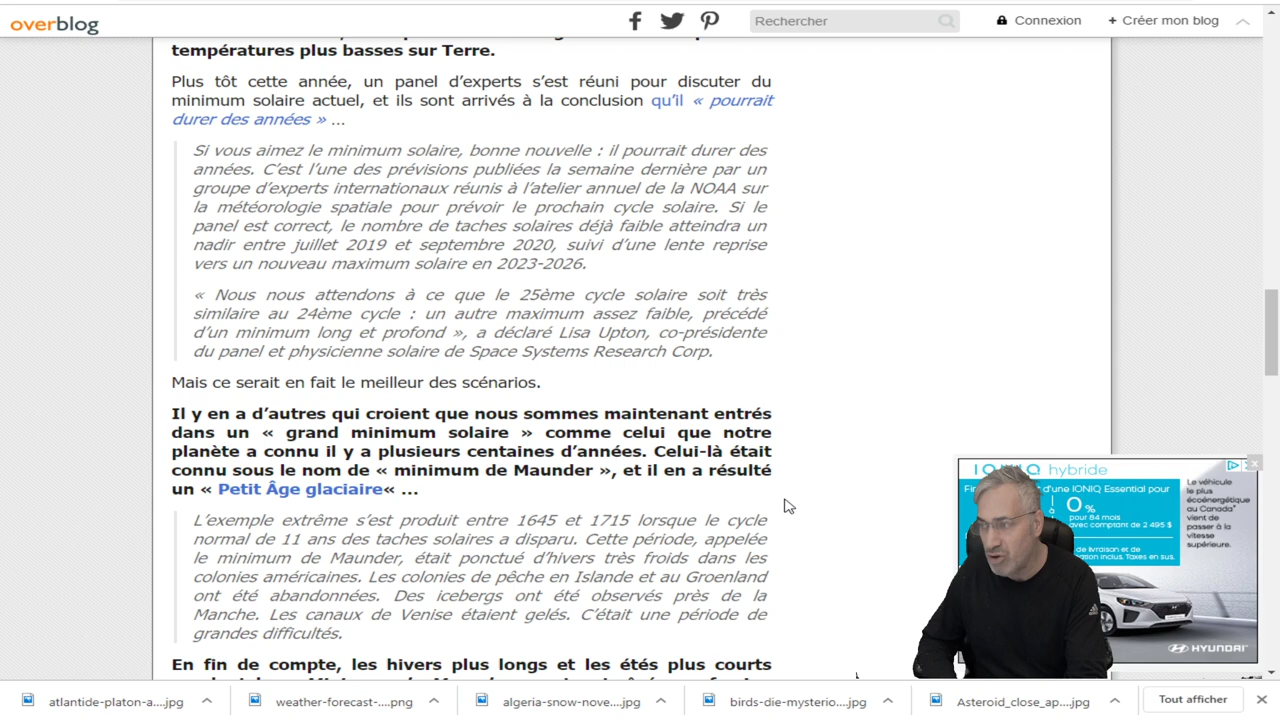 overblog
Rechercher
Connexion
+ Créer mon blog
températures plus basses sur Terre.
Plus tôt cette année, un panel d’experts s’est réuni pour discuter du
minimum solaire actuel, et ils sont arrivés à la conclusion qu’il « pourrait
durer des années » ...
Si vous aimez le minimum solaire, bonne nouvelle : il pourrait durer des
années. C’est l’une des prévisions publiées la semaine dernière par un
groupe d’experts internationaux réunis à l’atelier annuel de la NOAA sur
la météorologie spatiale pour prévoir le prochain cycle solaire. Si le
panel est correct, le nombre de taches solaires déjà faible atteindra un
nadir entre juillet 2019 et septembre 2020, suivi d’une lente reprise
vers un nouveau maximum solaire en 2023-2026.
« Nous nous attendons à ce que le 25ème cycle solaire soit très
similaire au 24ème cycle : un autre maximum assez faible, précédé
d’un minimum long et profond », a déclaré Lisa Upton, co-présidente
du panel et physicienne solaire de Space Systems Research Corp.
Mais ce serait en fait le meilleur des scénarios.
Il y en a d’autres qui croient que nous sommes maintenant entrés
dans un « grand minimum solaire » comme celui que notre
planète a connu il y a plusieurs centaines d’années. Celui-là était
connu sous le nom de « minimum de Maunder », et il en a résulté
un « Petit Âge glaciaire« ...
L’exemple extrême s’est produit entre 1645 et 1715 lorsque le cycle
normal de 11 ans des taches solaires a disparu. Cette période, appelée
le minimum de Maunder, était ponctué d’hivers très froids dans les
colonies américaines. Les colonies de pêche en Islande et au Groenland
ont été abandonnées. Des icebergs ont été observés près de la
Manche. Les canaux de Venise étaient gelés. C’était une période de
grandes difficultés.
En fin de compte, les hivers plus longs et les étés plus courts
IONIQ hybride
d'une IONIQ Essential pour
0%
pour 84 mois
avec comptant de 2 495 $
de livraison et de
inclus. Taxes en sus.
Le véhicule
le plus
écoénergétique
au Canada*
vient de
passer à la
vitesse
supérieure.
HYUNDAI
atlantide-platon-a....jpg
weather-forecast-....png
algeria-snow-nove....jpg
birds-die-mysterio....jpg
Asteroid_close_ap....jpg
Tout afficher